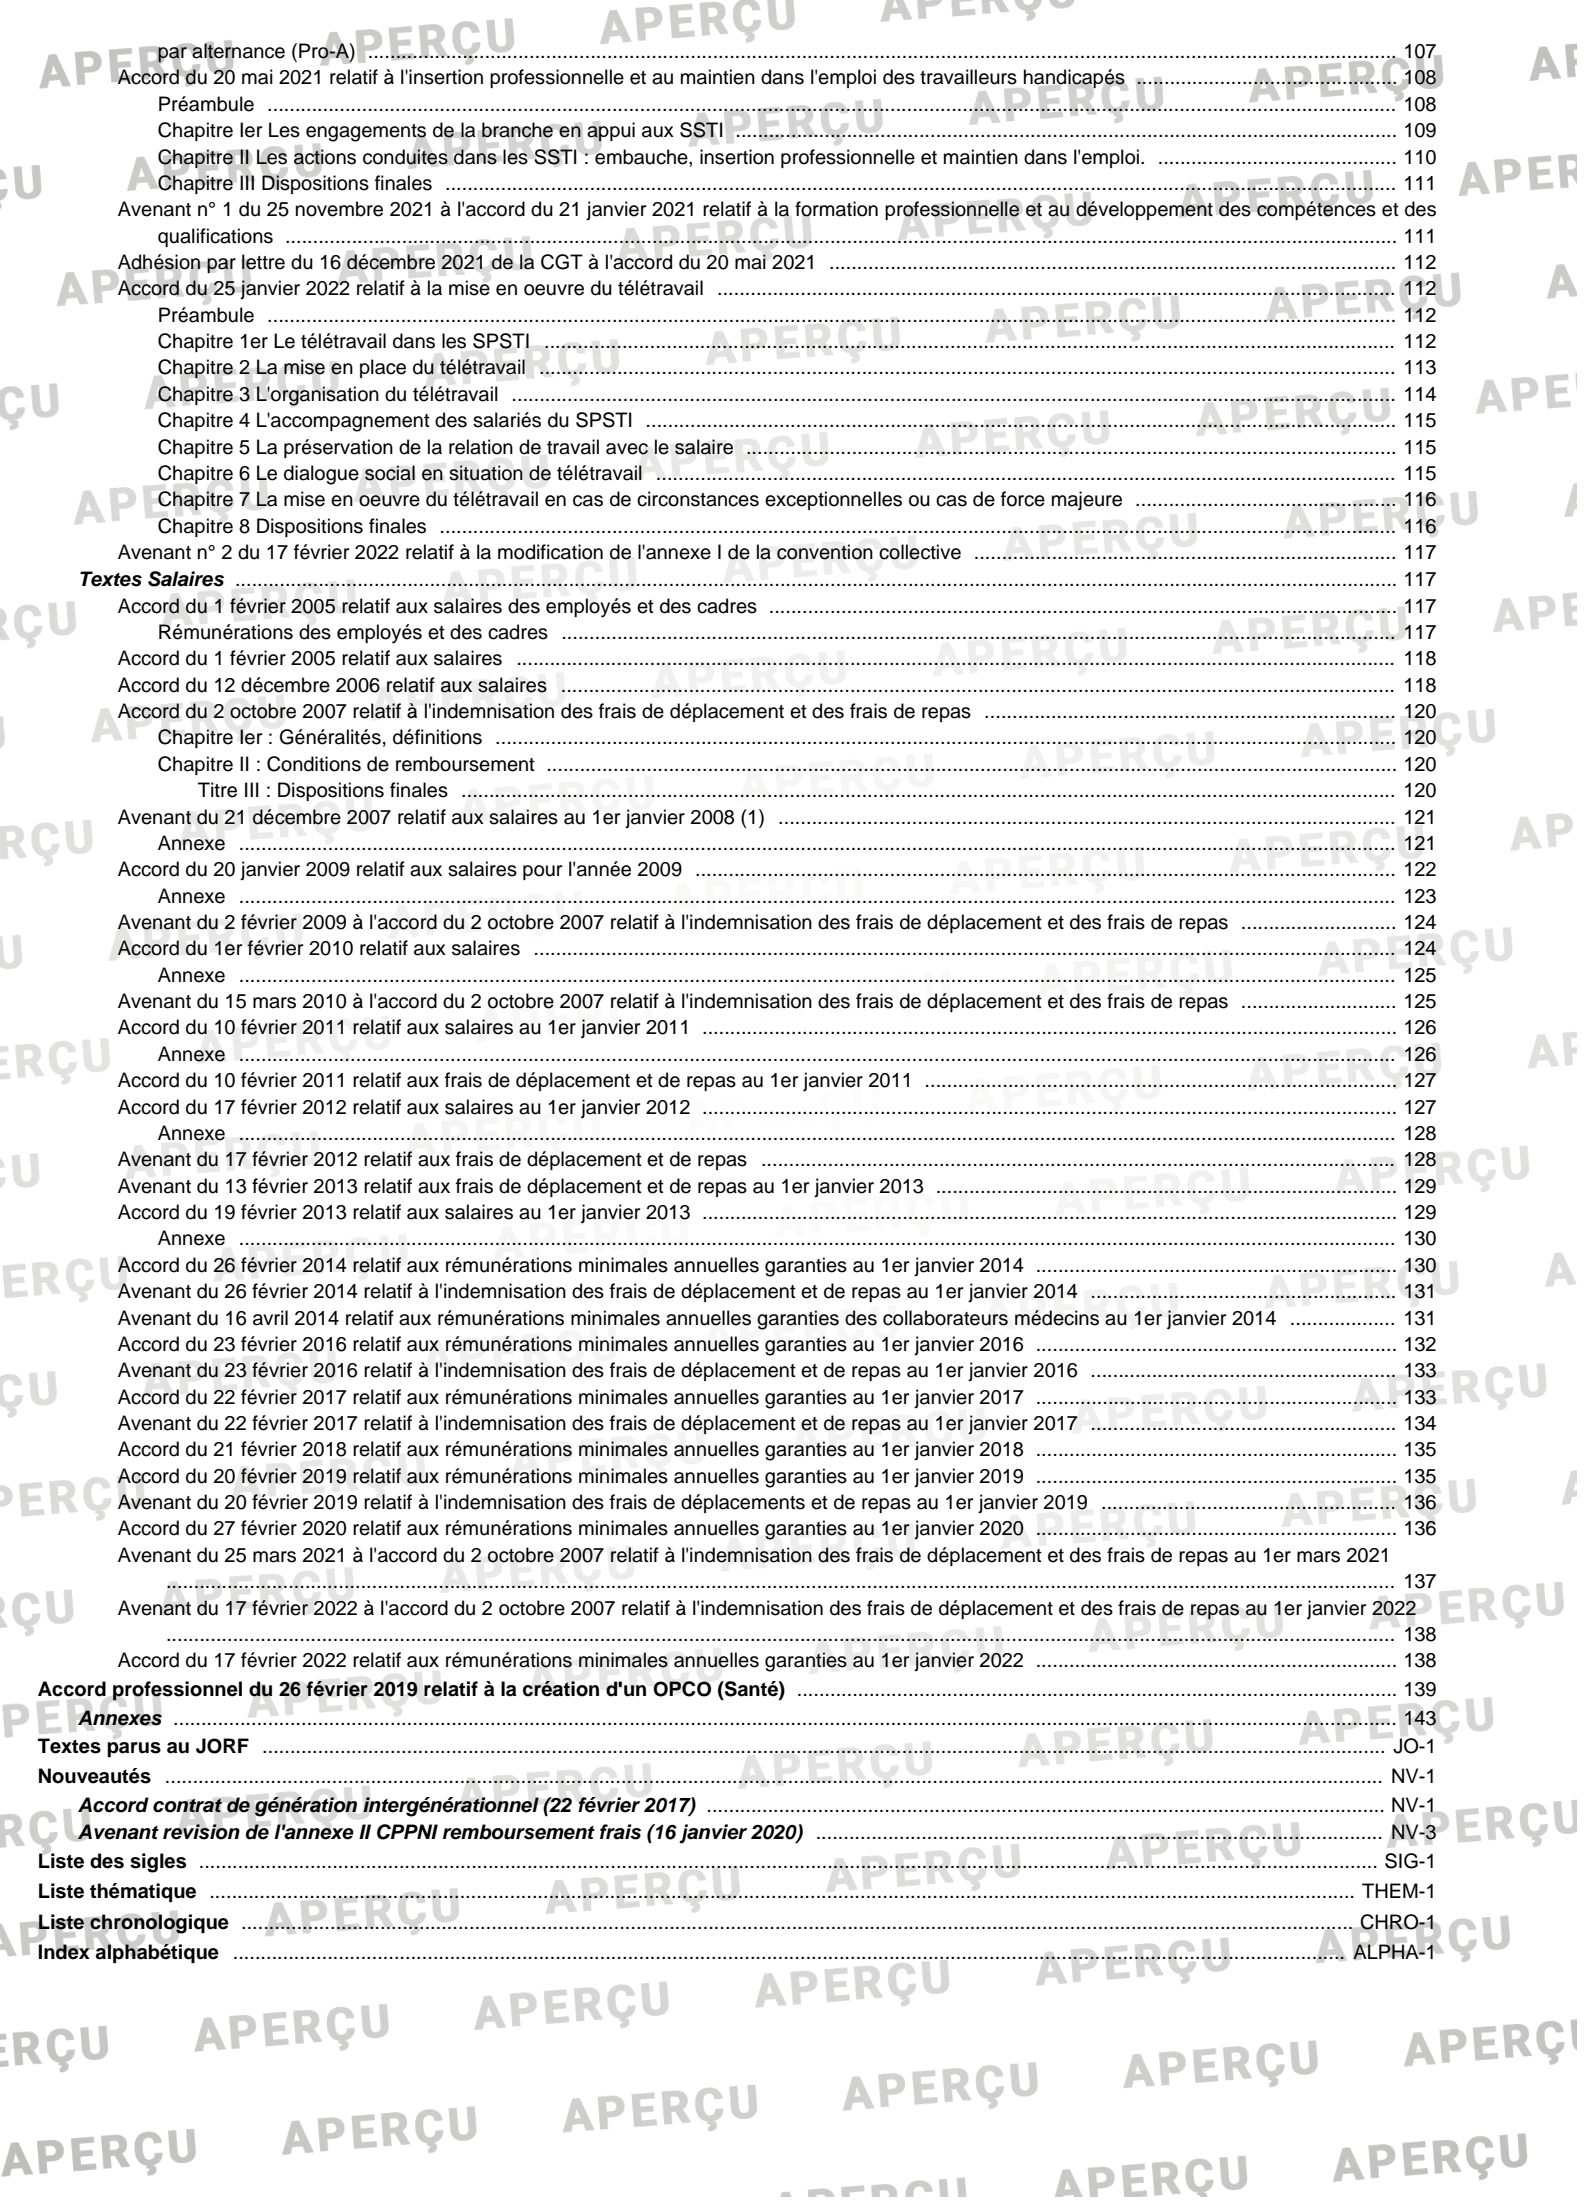 par alternance (Pro-A) ........ 107
Accord du 20 mai 2021 relatif à l'insertion professionnelle et au maintien dans l'emploi des travailleurs handicapés ........ 108
Préambule ........ 108
Chapitre Ier Les engagements de la branche en appui aux SSTI ........ 109
Chapitre II Les actions conduites dans les SSTI : embauche, insertion professionnelle et maintien dans l'emploi. ........ 110
Chapitre III Dispositions finales ........ 111
Avenant n° 1 du 25 novembre 2021 à l'accord du 21 janvier 2021 relatif à la formation professionnelle et au développement des compétences et des
qualifications ........ 111
Adhésion par lettre du 16 décembre 2021 de la CGT à l'accord du 20 mai 2021 ........ 112
Accord du 25 janvier 2022 relatif à la mise en oeuvre du télétravail ........ 112
Préambule ........ 112
Chapitre 1er Le télétravail dans les SPSTI ........ 112
Chapitre 2 La mise en place du télétravail ........ 113
Chapitre 3 L'organisation du télétravail ........ 114
Chapitre 4 L'accompagnement des salariés du SPSTI ........ 115
Chapitre 5 La préservation de la relation de travail avec le salaire ........ 115
Chapitre 6 Le dialogue social en situation de télétravail ........ 115
Chapitre 7 La mise en oeuvre du télétravail en cas de circonstances exceptionnelles ou cas de force majeure ........ 116
Chapitre 8 Dispositions finales ........ 116
Avenant n° 2 du 17 février 2022 relatif à la modification de l'annexe I de la convention collective ........ 117
Textes Salaires ........ 117
Accord du 1 février 2005 relatif aux salaires des employés et des cadres ........ 117
Rémunérations des employés et des cadres ........ 117
Accord du 1 février 2005 relatif aux salaires ........ 118
Accord du 12 décembre 2006 relatif aux salaires ........ 118
Accord du 2 octobre 2007 relatif à l'indemnisation des frais de déplacement et des frais de repas ........ 120
Chapitre Ier : Généralités, définitions ........ 120
Chapitre II : Conditions de remboursement ........ 120
Titre III : Dispositions finales ........ 120
Avenant du 21 décembre 2007 relatif aux salaires au 1er janvier 2008 (1) ........ 121
Annexe ........ 121
Accord du 20 janvier 2009 relatif aux salaires pour l'année 2009 ........ 122
Annexe ........ 123
Avenant du 2 février 2009 à l'accord du 2 octobre 2007 relatif à l'indemnisation des frais de déplacement et des frais de repas ........ 124
Accord du 1er février 2010 relatif aux salaires ........ 124
Annexe ........ 125
Avenant du 15 mars 2010 à l'accord du 2 octobre 2007 relatif à l'indemnisation des frais de déplacement et des frais de repas ........ 125
Accord du 10 février 2011 relatif aux salaires au 1er janvier 2011 ........ 126
Annexe ........ 126
Accord du 10 février 2011 relatif aux frais de déplacement et de repas au 1er janvier 2011 ........ 127
Accord du 17 février 2012 relatif aux salaires au 1er janvier 2012 ........ 127
Annexe ........ 128
Avenant du 17 février 2012 relatif aux frais de déplacement et de repas ........ 128
Avenant du 13 février 2013 relatif aux frais de déplacement et de repas au 1er janvier 2013 ........ 129
Accord du 19 février 2013 relatif aux salaires au 1er janvier 2013 ........ 129
Annexe ........ 130
Accord du 26 février 2014 relatif aux rémunérations minimales annuelles garanties au 1er janvier 2014 ........ 130
Avenant du 26 février 2014 relatif à l'indemnisation des frais de déplacement et de repas au 1er janvier 2014 ........ 131
Avenant du 16 avril 2014 relatif aux rémunérations minimales annuelles garanties des collaborateurs médecins au 1er janvier 2014 ........ 131
Accord du 23 février 2016 relatif aux rémunérations minimales annuelles garanties au 1er janvier 2016 ........ 132
Avenant du 23 février 2016 relatif à l'indemnisation des frais de déplacement et de repas au 1er janvier 2016 ........ 133
Accord du 22 février 2017 relatif aux rémunérations minimales annuelles garanties au 1er janvier 2017 ........ 133
Avenant du 22 février 2017 relatif à l'indemnisation des frais de déplacement et de repas au 1er janvier 2017 ........ 134
Accord du 21 février 2018 relatif aux rémunérations minimales annuelles garanties au 1er janvier 2018 ........ 135
Accord du 20 février 2019 relatif aux rémunérations minimales annuelles garanties au 1er janvier 2019 ........ 135
Avenant du 20 février 2019 relatif à l'indemnisation des frais de déplacements et de repas au 1er janvier 2019 ........ 136
Accord du 27 février 2020 relatif aux rémunérations minimales annuelles garanties au 1er janvier 2020 ........ 136
Avenant du 25 mars 2021 à l'accord du 2 octobre 2007 relatif à l'indemnisation des frais de déplacement et des frais de repas au 1er mars 2021
........ 137
Avenant du 17 février 2022 à l'accord du 2 octobre 2007 relatif à l'indemnisation des frais de déplacement et des frais de repas au 1er janvier 2022
........ 138
Accord du 17 février 2022 relatif aux rémunérations minimales annuelles garanties au 1er janvier 2022 ........ 138
Accord professionnel du 26 février 2019 relatif à la création d'un OPCO (Santé) ........ 139
Annexes ........ 143
Textes parus au JORF ........ JO-1
Nouveautés ........ NV-1
Accord contrat de génération intergénérationnel (22 février 2017) ........ NV-1
Avenant revision de l'annexe II CPPNI remboursement frais (16 janvier 2020) ........ NV-3
Liste des sigles ........ SIG-1
Liste thématique ........ THEM-1
Liste chronologique ........ CHRO-1
Index alphabétique ........ ALPHA-1
APERÇU